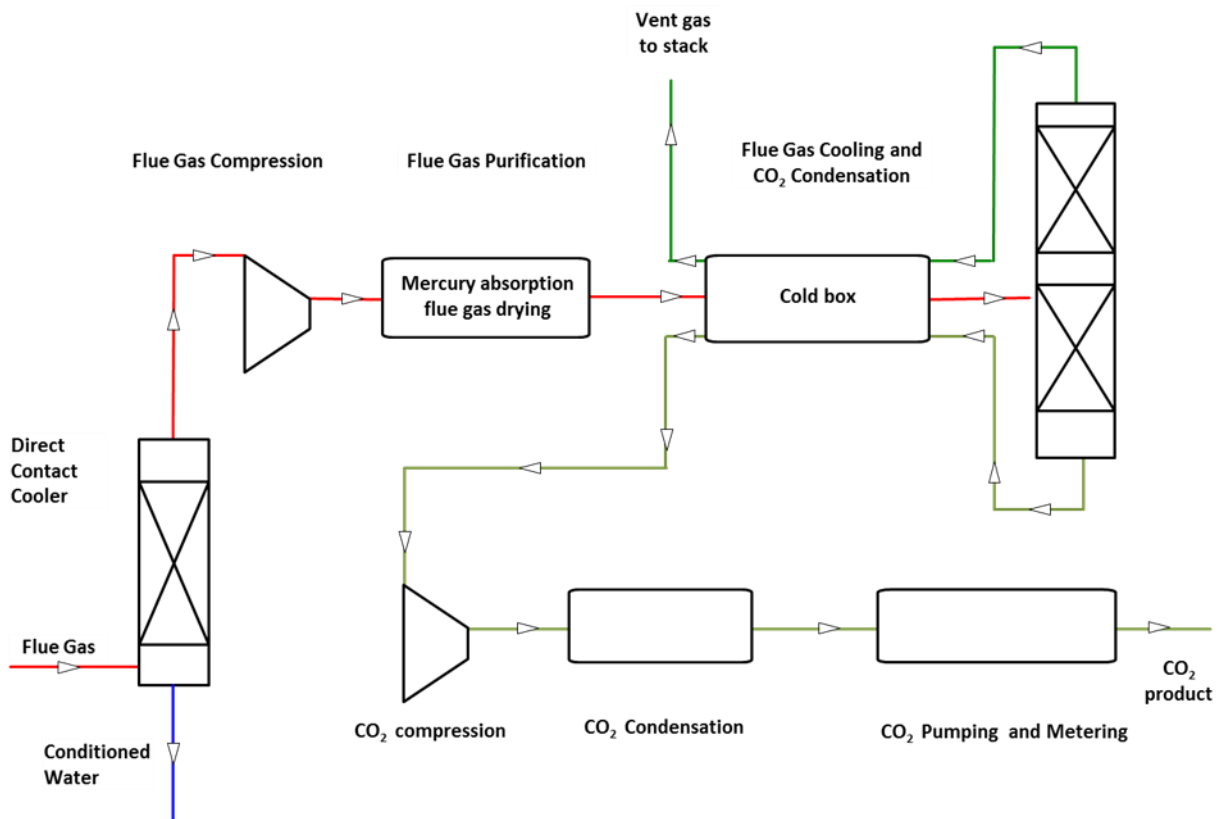 Vent gas
to stack
Flue Gas Compression
Flue Gas Purification
Flue Gas Cooling and
CO₂ Condensation
Mercury absorption
flue gas drying
Cold box
Direct
Contact
Cooler
Flue Gas
Conditioned
Water
CO₂ compression
CO₂ Condensation
CO₂ Pumping and Metering
CO₂
product